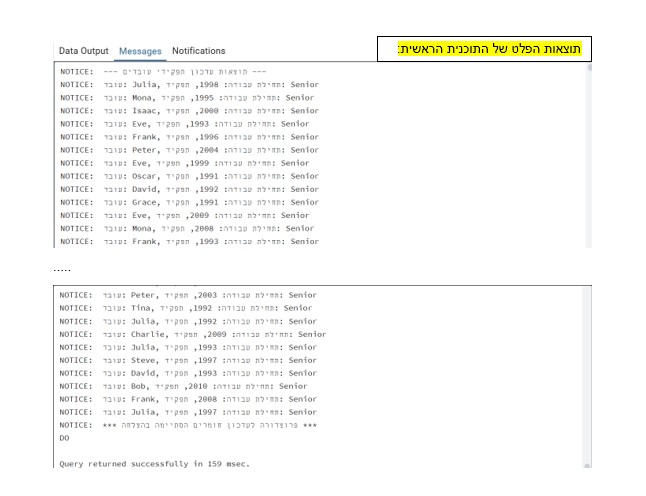 תוצאות הפלט של התוכנית הראשית:
Data Output Messages Notifications
NOTICE: --- תוצאות עדכון תפקידי עובדים ---
NOTICE: עובד: Julia, תחילת עבודה: 1998, תפקיד: Senior
NOTICE: עובד: Mona, תחילת עבודה: 1995, תפקיד: Senior
NOTICE: עובד: Isaac, תחילת עבודה: 2000, תפקיד: Senior
NOTICE: עובד: Eve, תחילת עבודה: 1993, תפקיד: Senior
NOTICE: עובד: Frank, תחילת עבודה: 1996, תפקיד: Senior
NOTICE: עובד: Peter, תחילת עבודה: 2004, תפקיד: Senior
NOTICE: עובד: Eve, תחילת עבודה: 1999, תפקיד: Senior
NOTICE: עובד: Oscar, תחילת עבודה: 1991, תפקיד: Senior
NOTICE: עובד: David, תחילת עבודה: 1992, תפקיד: Senior
NOTICE: עובד: Grace, תחילת עבודה: 1991, תפקיד: Senior
NOTICE: עובד: Eve, תחילת עבודה: 2009, תפקיד: Senior
NOTICE: עובד: Mona, תחילת עבודה: 2008, תפקיד: Senior
NOTICE: עובד: Frank, תחילת עבודה: 1993, תפקיד: Senior
.....
NOTICE: עובד: Peter, תחילת עבודה: 2003, תפקיד: Senior
NOTICE: עובד: Tina, תחילת עבודה: 1992, תפקיד: Senior
NOTICE: עובד: Julia, תחילת עבודה: 1992, תפקיד: Senior
NOTICE: עובד: Charlie, תחילת עבודה: 2009, תפקיד: Senior
NOTICE: עובד: Julia, תחילת עבודה: 1993, תפקיד: Senior
NOTICE: עובד: Steve, תחילת עבודה: 1997, תפקיד: Senior
NOTICE: עובד: David, תחילת עבודה: 1993, תפקיד: Senior
NOTICE: עובד: Bob, תחילת עבודה: 2010, תפקיד: Senior
NOTICE: עובד: Frank, תחילת עבודה: 2008, תפקיד: Senior
NOTICE: עובד: Julia, תחילת עבודה: 1997, תפקיד: Senior
NOTICE: *** פרוצדורה לעדכון חומרים הסתיימה בהצלחה ***
DO
Query returned successfully in 159 msec.